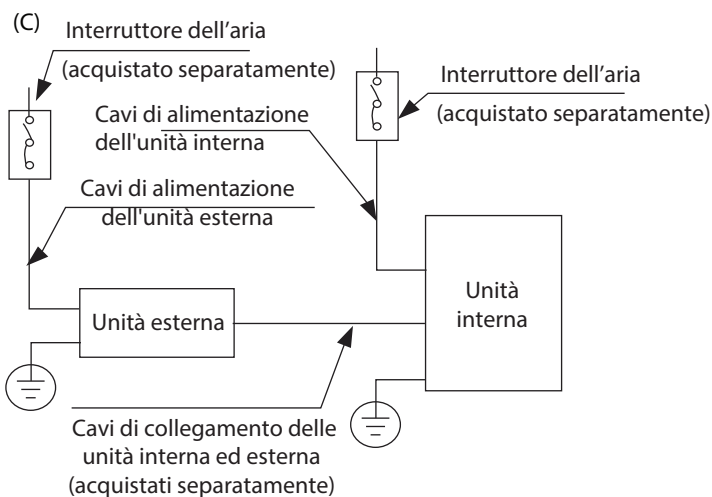 (C)
Interruttore dell'aria
(acquistato separatamente)
Interruttore dell'aria
(acquistato separatamente)
Cavi di alimentazione
dell'unità interna
Cavi di alimentazione
dell'unità esterna
Unità esterna
Unità
interna
Cavi di collegamento delle
unità interna ed esterna
(acquistati separatamente)